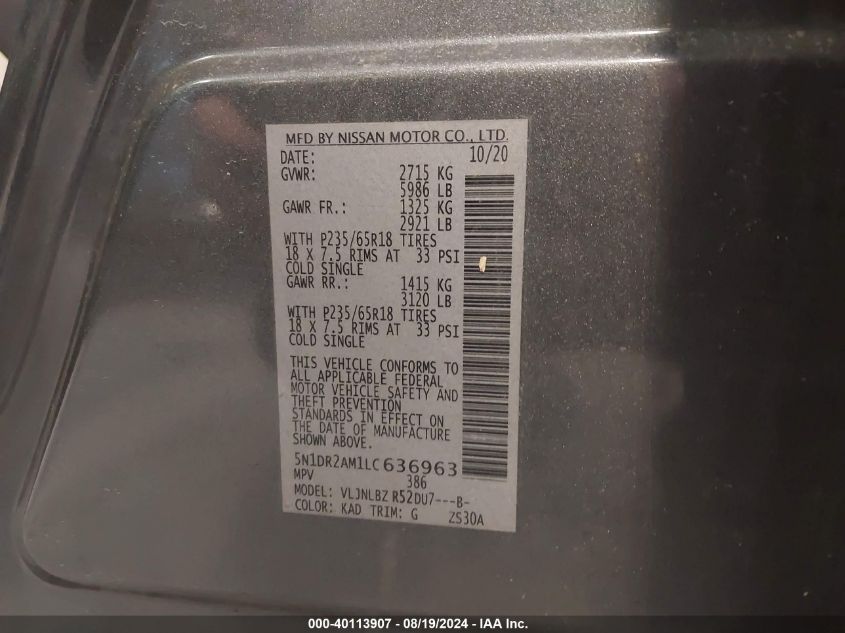 MFD BY NISSAN MOTOR CO., LTD.
DATE: 10/20
GVWR: 2715 KG
5986 LB
GAWR FR.: 1325 KG
2921 LB
WITH P235/65R18 TIRES
18 X 7.5 RIMS AT 33 PSI
COLD SINGLE
GAWR RR.: 1415 KG
3120 LB
WITH P235/65R18 TIRES
18 X 7.5 RIMS AT 33 PSI
COLD SINGLE
THIS VEHICLE CONFORMS TO
ALL APPLICABLE FEDERAL
MOTOR VEHICLE SAFETY AND
THEFT PREVENTION
STANDARDS IN EFFECT ON
THE DATE OF MANUFACTURE
SHOWN ABOVE.
5N1DR2AM1LC636963
MPV 386
MODEL: VLJNLBZ R52DU7---B-
COLOR: KAD TRIM: G ZS30A
000-40113907 - 08/19/2024 - IAA Inc.